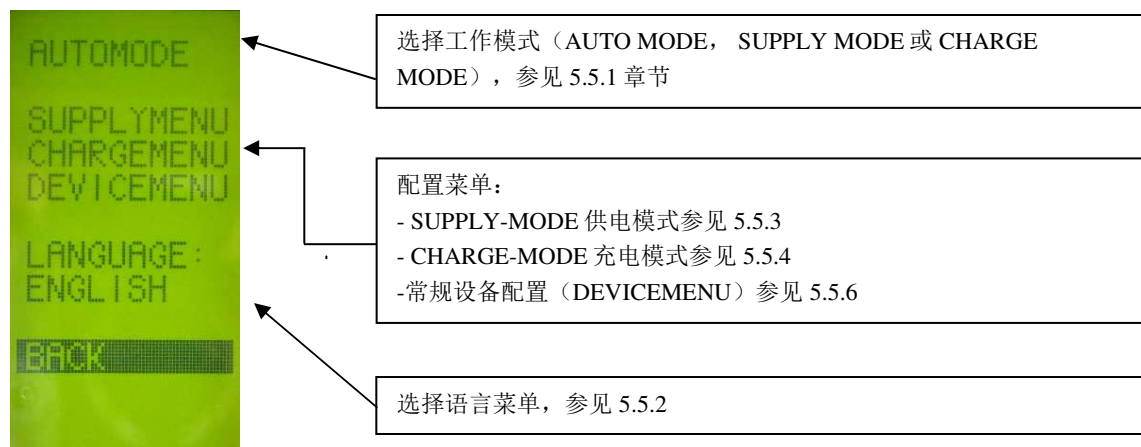 AUTOMODE
SUPPLYMENU
CHARGEMENU
DEVICEMENU
LANGUAGE:
ENGLISH
BACK
选择工作模式（AUTO MODE， SUPPLY MODE 或 CHARGE
MODE），参见 5.5.1 章节
配置菜单：
- SUPPLY-MODE 供电模式参见 5.5.3
- CHARGE-MODE 充电模式参见 5.5.4
-常规设备配置（DEVICEMENU）参见 5.5.6
选择语言菜单，参见 5.5.2